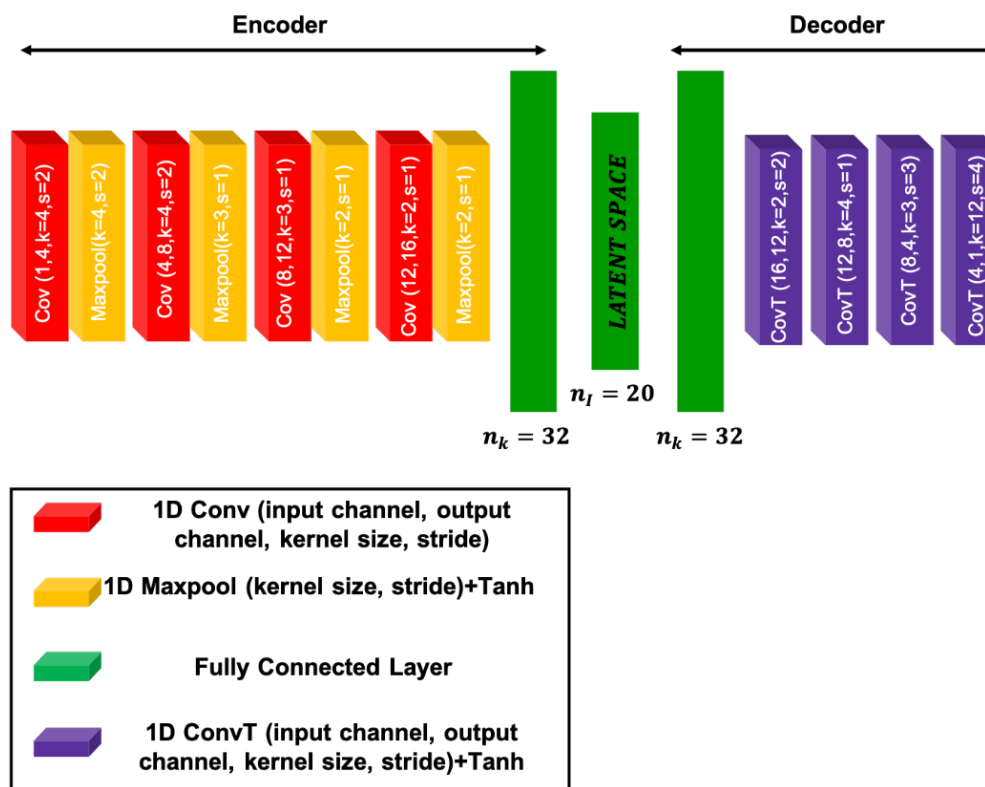 Encoder
Decoder
Cov (1,4,k=4,s=2)
Maxpool(k=4,s=2)
Cov (4,8,k=4,s=2)
Maxpool(k=3,s=1)
Cov (8,12,k=3,s=1)
Maxpool(k=2,s=1)
Cov (12,16,k=2,s=1)
Maxpool(k=2,s=1)
LATENT SPACE
CovT (16,12,k=2,s=2)
CovT (12,8,k=4,s=1)
CovT (8,4,k=3,s=3)
CovT (4,1,k=12,s=4)
n_I = 20
n_k = 32
n_k = 32
1D Conv (input channel, output
channel, kernel size, stride)
1D Maxpool (kernel size, stride)+Tanh
Fully Connected Layer
1D ConvT (input channel, output
channel, kernel size, stride)+Tanh